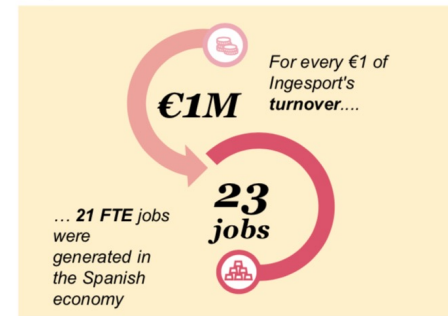 For every €1 of
Ingesport's
turnover....
€1M
23
jobs
... 21 FTE jobs
were
generated in
the Spanish
economy